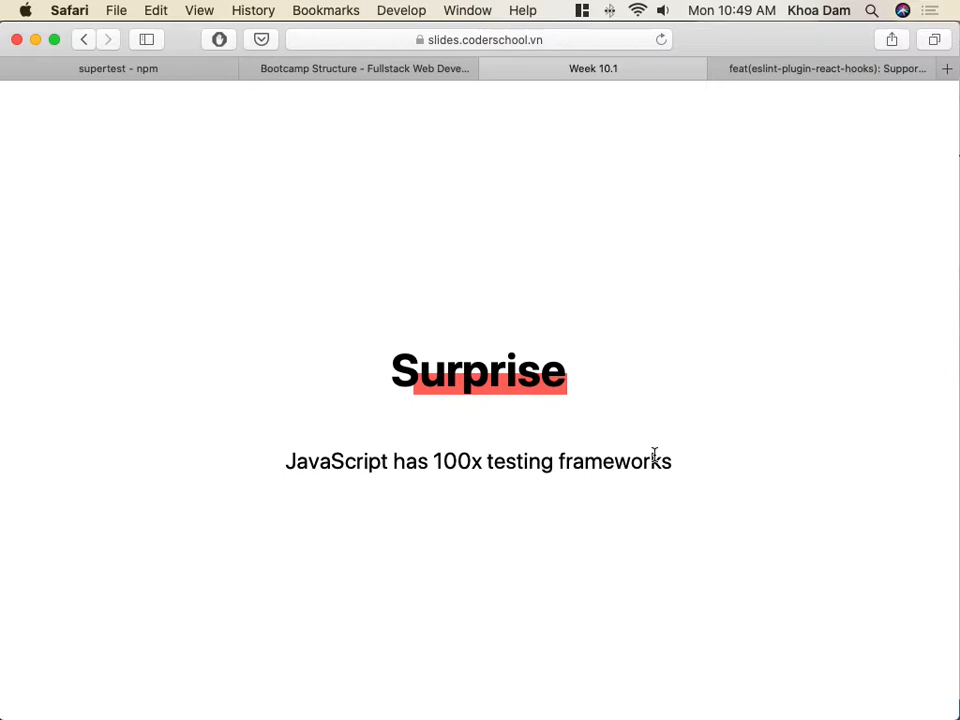 Safari File Edit View History Bookmarks Develop Window Help Mon 10:49 AM Khoa Dam
slides.coderschool.vn
supertest - npm Bootcamp Structure - Fullstack Web Deve... Week 10.1 feat(eslint-plugin-react-hooks): Suppor...
Surprise
JavaScript has 100x testing frameworks